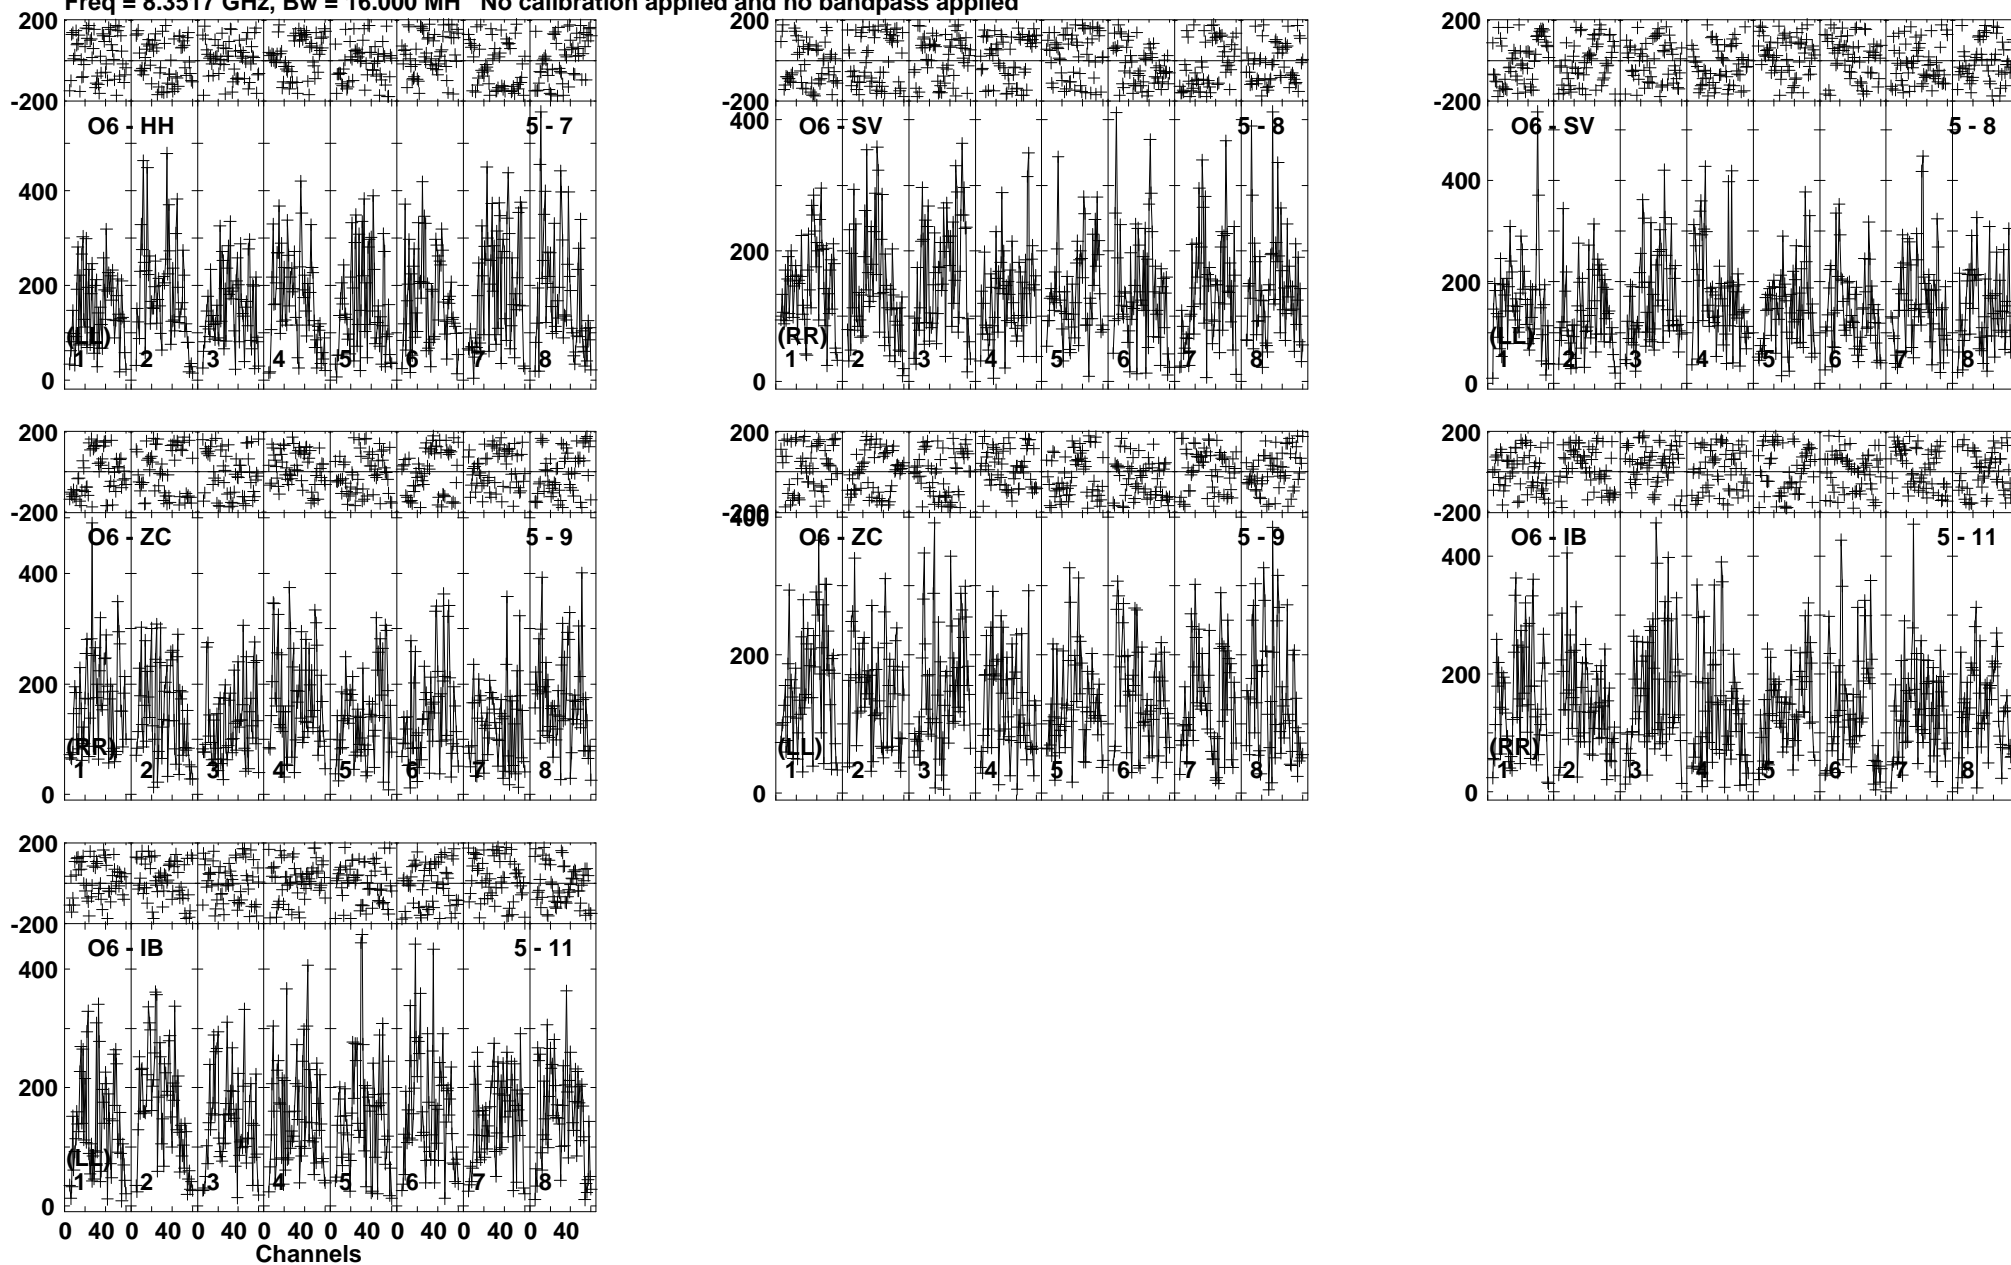 Freq = 8.3517 GHz, Bw = 16.000 MH No calibration applied and no bandpass applied
200
-200
O6 - HH 5 - 7
400
200
0
(LL)
1 2 3 4 5 6 7 8
200
-200
400
O6 - SV 5 - 8
200
0
(RR)
1 2 3 4 5 6 7 8
200
-200
O6 - SV 5 - 8
400
200
0
(LL)
1 2 3 4 5 6 7 8
200
-200
O6 - ZC 5 - 9
400
200
0
(RR)
1 2 3 4 5 6 7 8
200
-200
400
O6 - ZC 5 - 9
200
0
(LL)
1 2 3 4 5 6 7 8
200
-200
O6 - IB 5 - 11
400
200
0
(RR)
1 2 3 4 5 6 7 8
200
-200
O6 - IB 5 - 11
400
200
0
(LL)
1 2 3 4 5 6 7 8
0 40 0 40 0 40 0 40 0 40 0 40 0 40 0 40
Channels